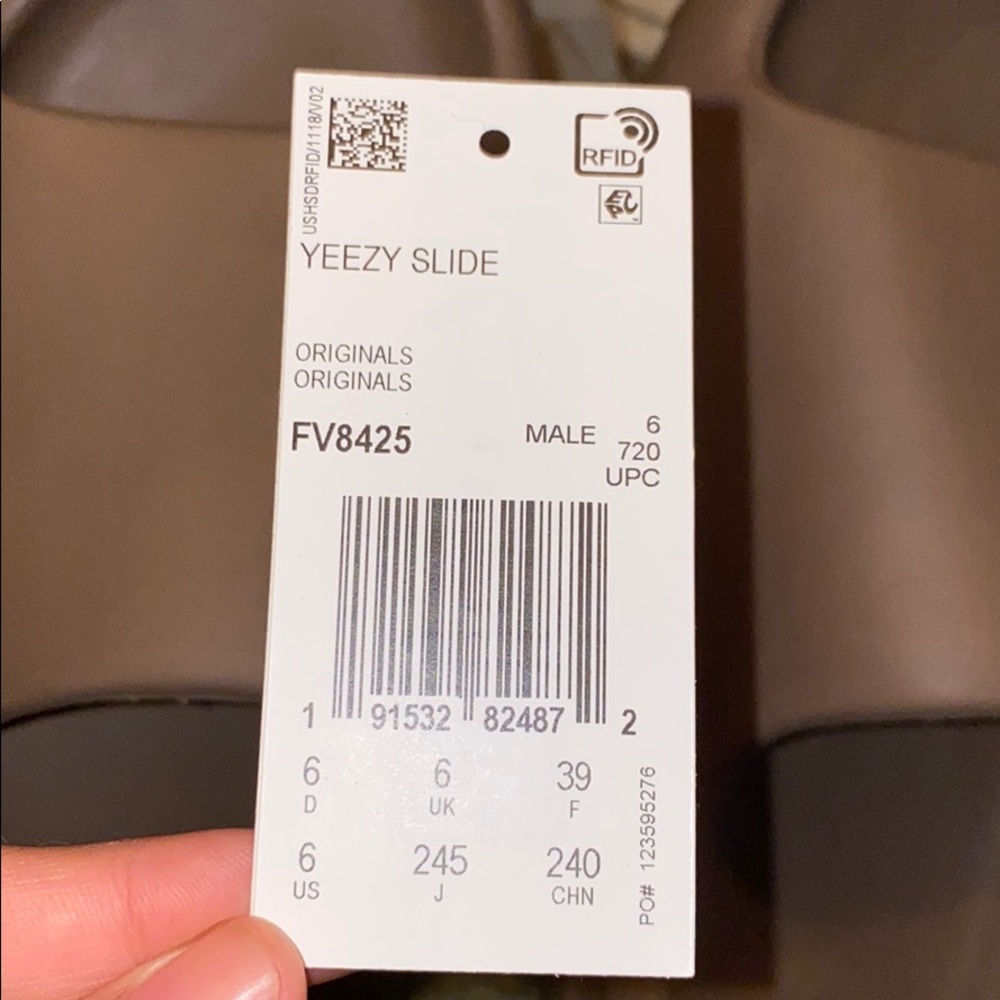 USHSDRFID/1118/V02
RFID
EPC
YEEZY SLIDE
ORIGINALS
ORIGINALS
FV8425
MALE 6
720
UPC
1 91532 82487 2
6 6 39
D UK F
6 245 240
US J CHN
PO# 123595276